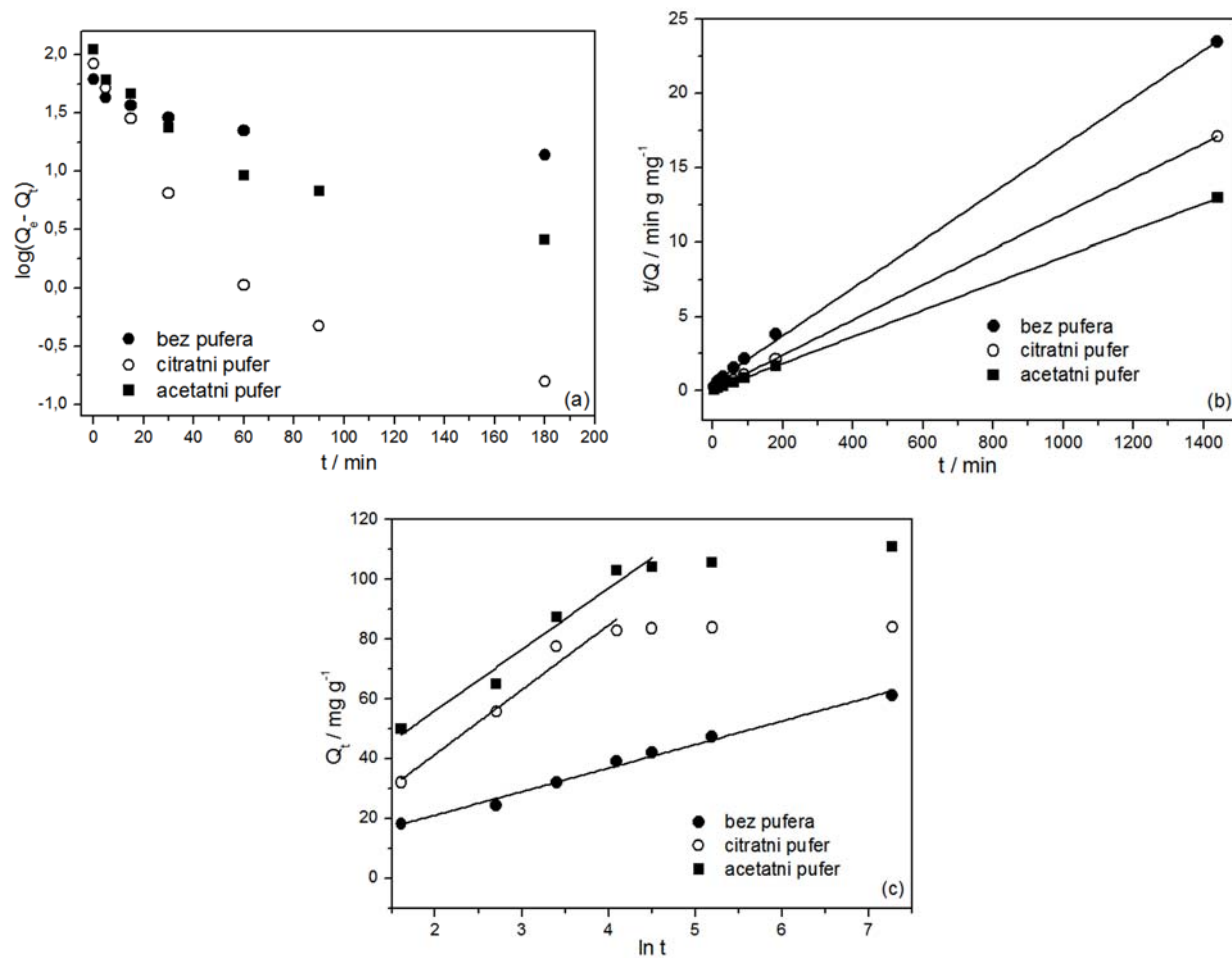 2,0
1,5
1,0
0,5
0,0
-0,5
-1,0
log(Qₑ - Qₜ)
bez pufera
citratni pufer
acetatni pufer
(a)
0 20 40 60 80 100 120 140 160 180 200
t / min
25
20
15
10
5
0
t/Q / min g mg⁻¹
bez pufera
citratni pufer
acetatni pufer
(b)
0 200 400 600 800 1000 1200 1400
t / min
120
100
80
60
40
20
0
Qₜ / mg g⁻¹
bez pufera
citratni pufer
acetatni pufer
(c)
2 3 4 5 6 7
ln t